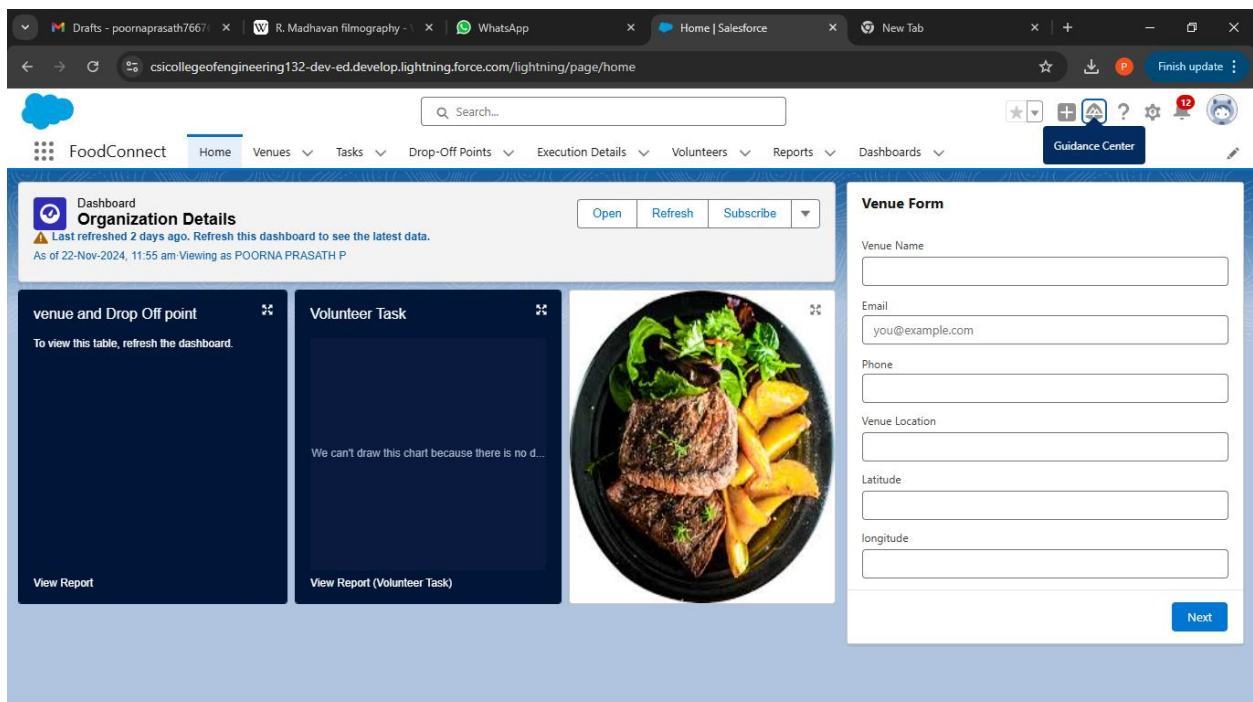 Drafts - poornaprasath7667
R. Madhavan filmography -
WhatsApp
Home | Salesforce
New Tab
csicollegeofengineering132-dev-ed.develop.lightning.force.com/lightning/page/home
P
Finish update
Search...
12
FoodConnect
Home
Venues
Tasks
Drop-Off Points
Execution Details
Volunteers
Reports
Dashboards
Guidance Center
Dashboard
Organization Details
Last refreshed 2 days ago. Refresh this dashboard to see the latest data.
As of 22-Nov-2024, 11:55 am·Viewing as POORNA PRASATH P
Open
Refresh
Subscribe
venue and Drop Off point
To view this table, refresh the dashboard.
View Report
Volunteer Task
We can't draw this chart because there is no d...
View Report (Volunteer Task)
Venue Form
Venue Name
Email
you@example.com
Phone
Venue Location
Latitude
longitude
Next